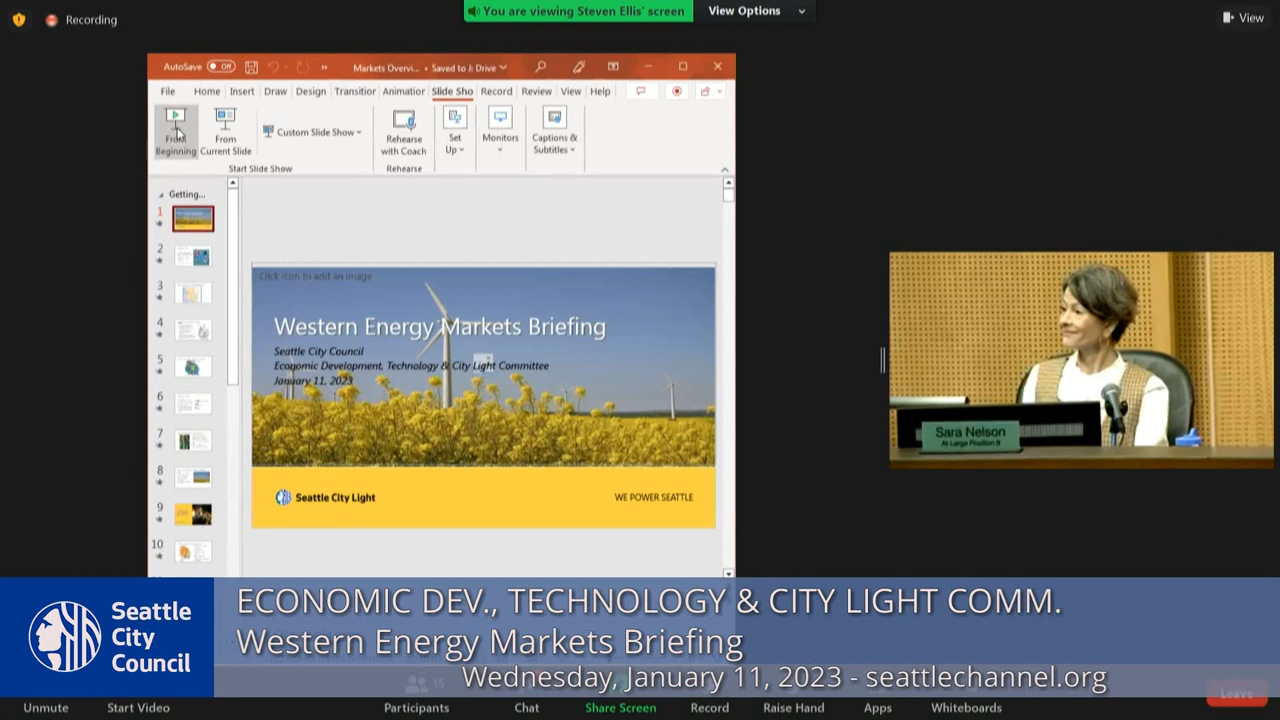 Recording
You are viewing Steven Ellis' screen
View Options
View
AutoSave
Off
Markets Overvi... • Saved to J: Drive
File
Home
Insert
Draw
Design
Transition
Animation
Slide Sho
Record
Review
View
Help
From
Beginning
From
Current Slide
Custom Slide Show
Rehearse
with Coach
Set
Up
Monitors
Captions &
Subtitles
Start Slide Show
Rehearse
Getting...
1
2
3
4
5
6
7
8
9
10
Click icon to add an image
Western Energy Markets Briefing
Seattle City Council
Economic Development, Technology & City Light Committee
January 11, 2023
Seattle City Light
WE POWER SEATTLE
Sara Nelson
At Large Position 9
Seattle
City
Council
ECONOMIC DEV., TECHNOLOGY & CITY LIGHT COMM.
Western Energy Markets Briefing
Wednesday, January 11, 2023 - seattlechannel.org
15
Leave
Unmute
Start Video
Participants
Chat
Share Screen
Record
Raise Hand
Apps
Whiteboards